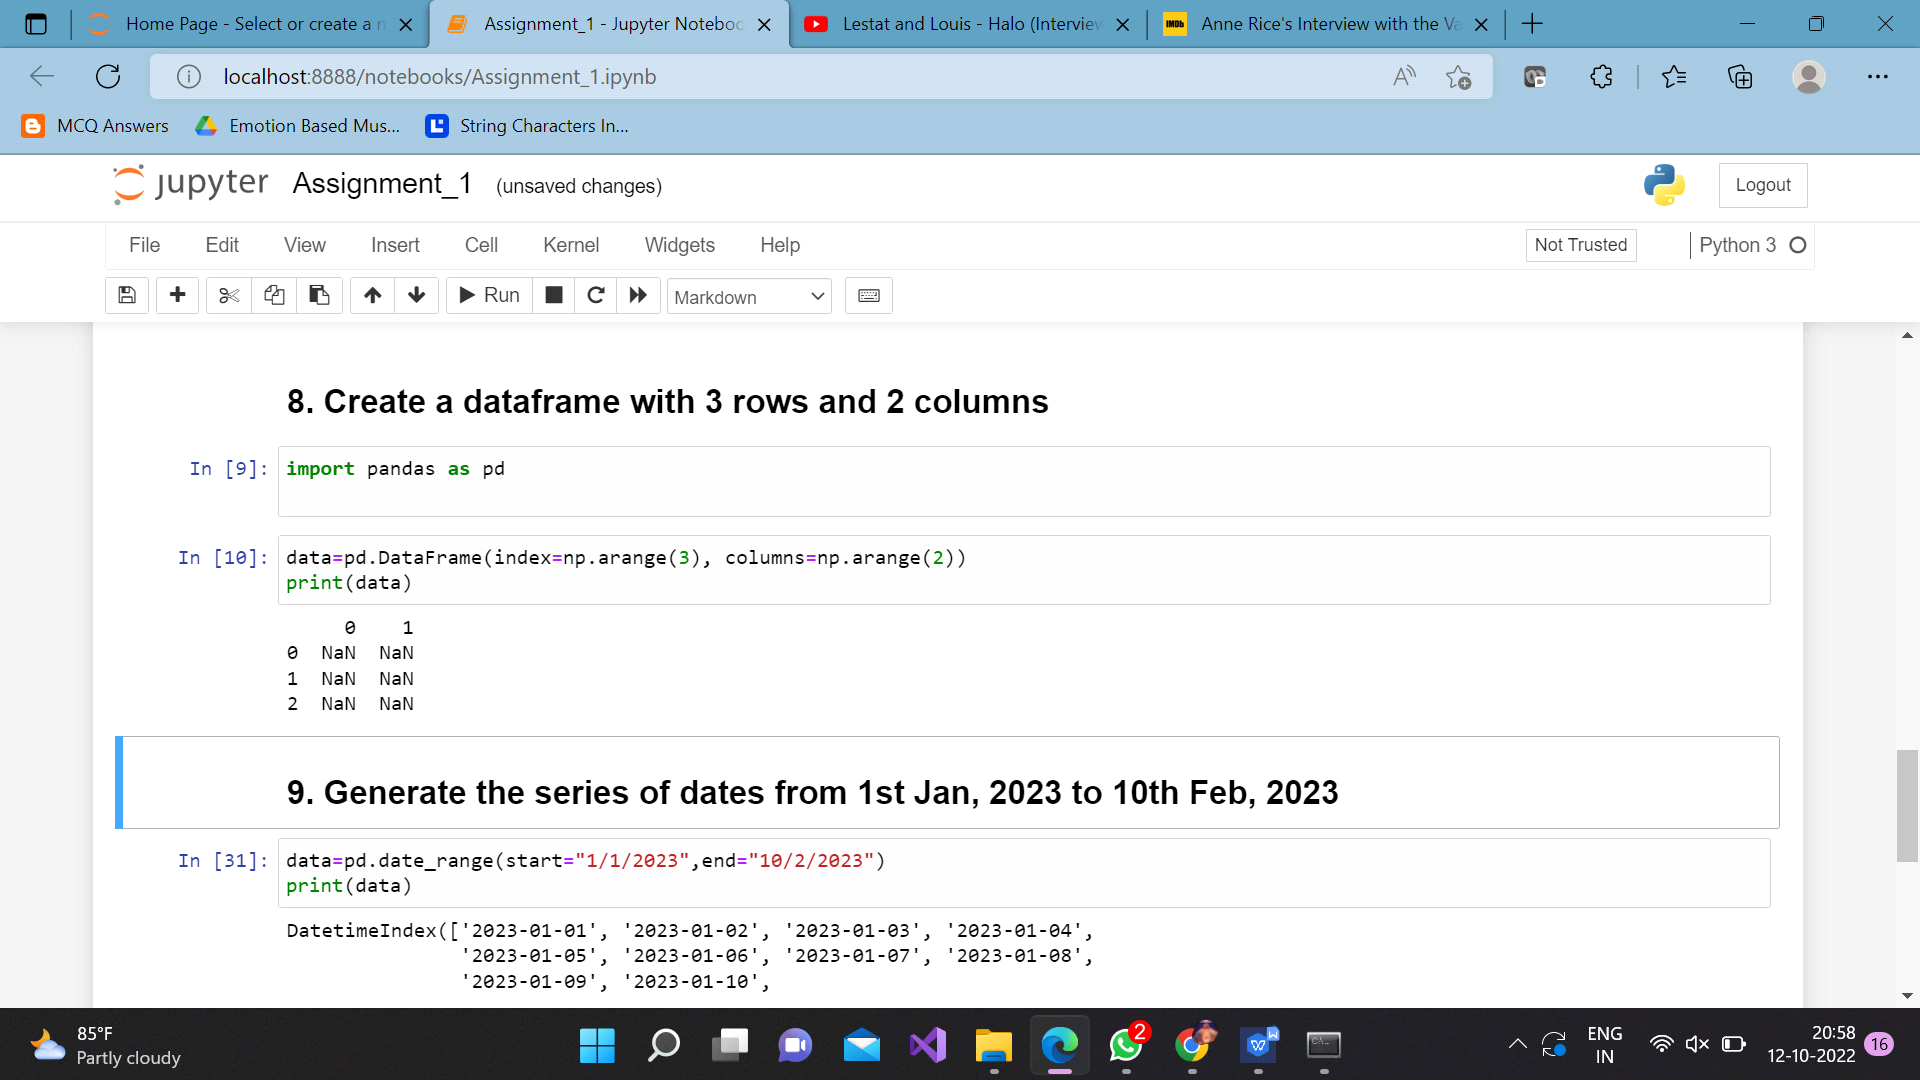 Home Page - Select or create a n
Assignment_1 - Jupyter Noteboo
Lestat and Louis - Halo (Interview
IMDb
Anne Rice's Interview with the Va
localhost:8888/notebooks/Assignment_1.ipynb
MCQ Answers
Emotion Based Mus...
String Characters In...
jupyter
Assignment_1
(unsaved changes)
Logout
File
Edit
View
Insert
Cell
Kernel
Widgets
Help
Not Trusted
Python 3
Run
Markdown
8. Create a dataframe with 3 rows and 2 columns
In [9]:
import pandas as pd
In [10]:
data=pd.DataFrame(index=np.arange(3), columns=np.arange(2))
print(data)
0 1
0 NaN NaN
1 NaN NaN
2 NaN NaN
9. Generate the series of dates from 1st Jan, 2023 to 10th Feb, 2023
In [31]:
data=pd.date_range(start="1/1/2023",end="10/2/2023")
print(data)
DatetimeIndex(['2023-01-01', '2023-01-02', '2023-01-03', '2023-01-04',
'2023-01-05', '2023-01-06', '2023-01-07', '2023-01-08',
'2023-01-09', '2023-01-10',
85°F
Partly cloudy
2
ENG
IN
20:58
12-10-2022
16